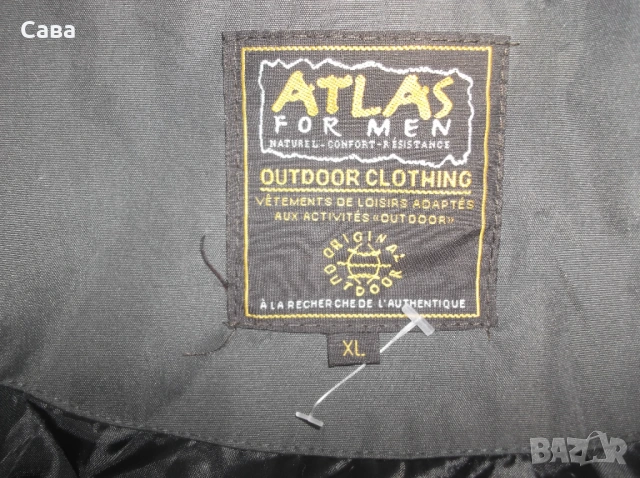 Сава
ATLAS
FOR MEN
NATUREL-CONFORT-RÉSISTANCE
OUTDOOR CLOTHING
VÊTEMENTS DE LOISIRS ADAPTÉS
AUX ACTIVITÉS «OUTDOOR»
ORIGINAL
OUTDOOR
À LA RECHERCHE DE L'AUTHENTIQUE
XL
BAZAR